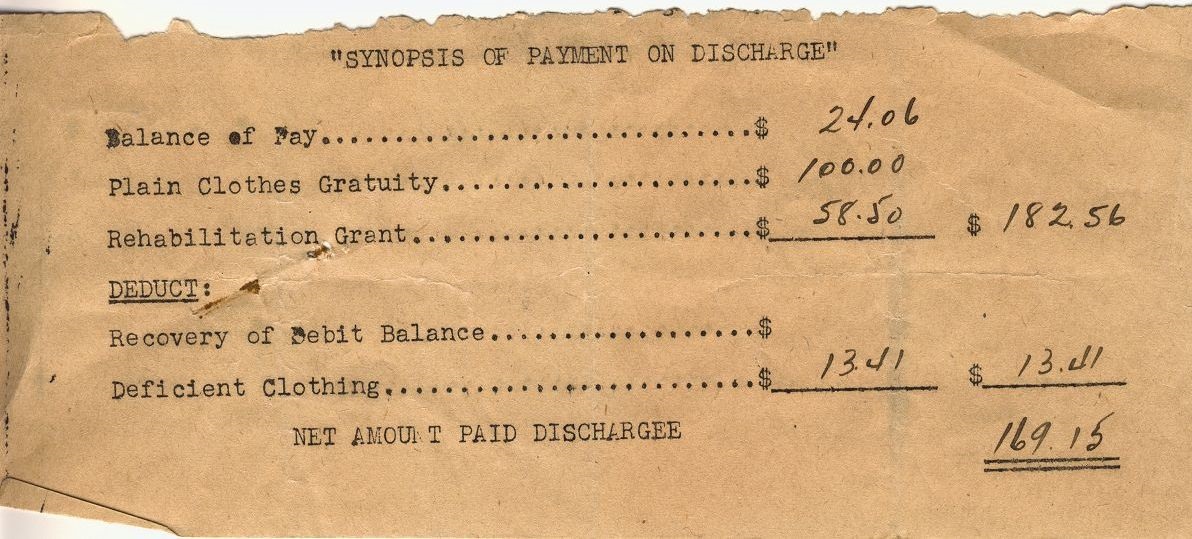 "SYNOPSIS OF PAYMENT ON DISCHARGE"
Balance of Pay..............................$ 24.06
Plain Clothes Gratuity......................$ 100.00
Rehabilitation Grant........................$ 58.50 $ 182.56
DEDUCT:
Recovery of Debit Balance...................$
Deficient Clothing..........................$ 13.41 $ 13.41
NET AMOUNT PAID DISCHARGEE 169.15